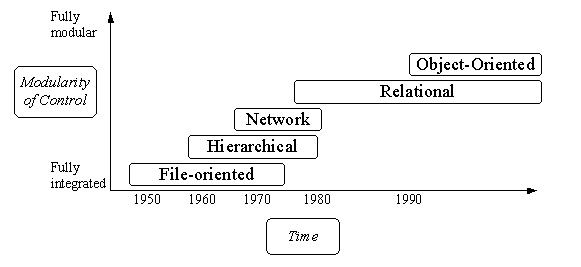 Fully
modular
Object-Oriented
Modularity
of Control
Relational
Network
Hierarchical
Fully
integrated
File-oriented
1950 1960 1970 1980 1990
Time